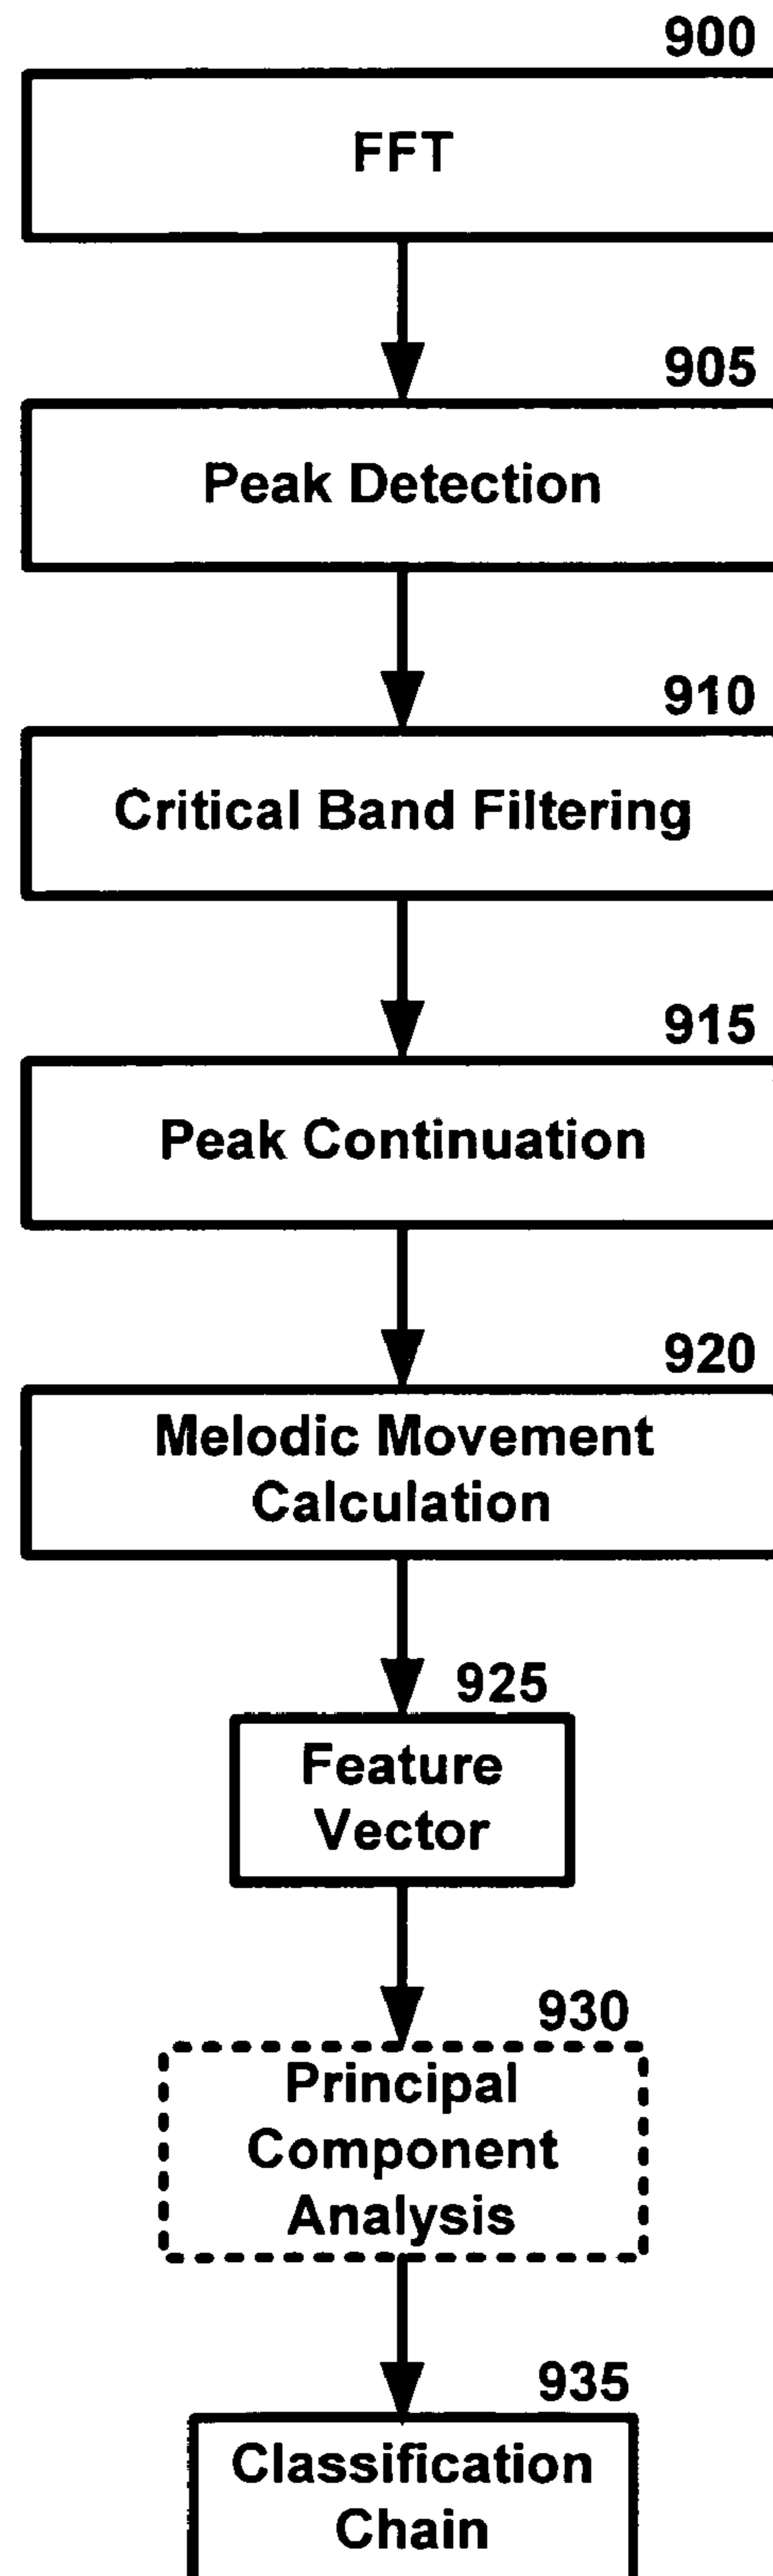 900
FFT
905
Peak Detection
910
Critical Band Filtering
915
Peak Continuation
920
Melodic Movement
Calculation
925
Feature
Vector
930
Principal
Component
Analysis
935
Classification
Chain